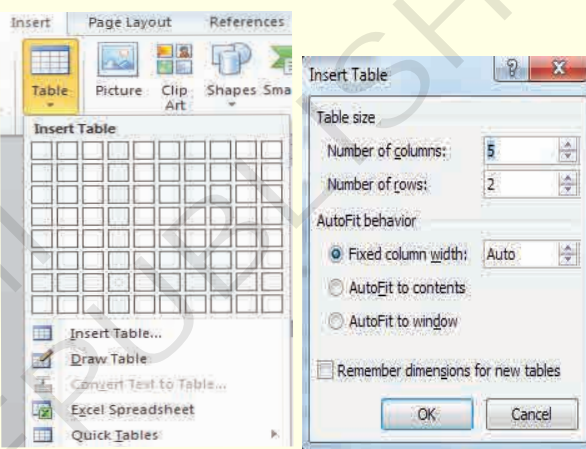 Insert Page Layout References
Table Picture Clip Art Shapes Sma
Insert Table
Insert Table...
Draw Table
Convert Text to Table...
Excel Spreadsheet
Quick Tables
Insert Table
Table size
Number of columns: 5
Number of rows: 2
AutoFit behavior
Fixed column width: Auto
AutoFit to contents
AutoFit to window
Remember dimensions for new tables
OK Cancel